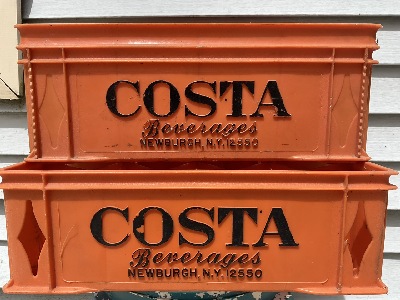 COSTA
Beverages
NEWBURGH, N.Y. 12550
COSTA
Beverages
NEWBURGH, N.Y. 12550